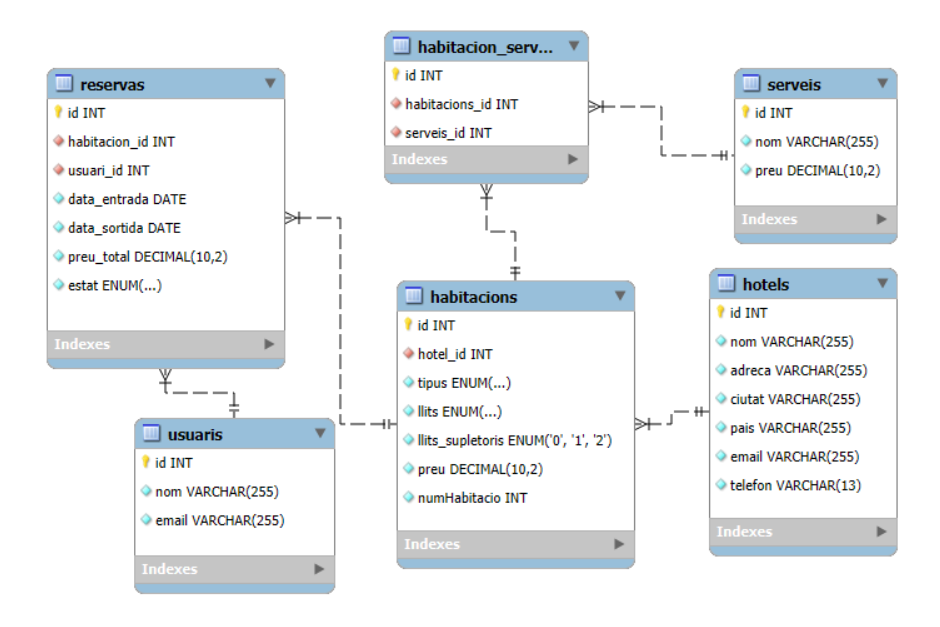 reservas
id INT
habitacion_id INT
usuari_id INT
data_entrada DATE
data_sortida DATE
preu_total DECIMAL(10,2)
estat ENUM(...)
Indexes
habitacion_serv...
id INT
habitacions_id INT
serveis_id INT
Indexes
serveis
id INT
nom VARCHAR(255)
preu DECIMAL(10,2)
Indexes
usuaris
id INT
nom VARCHAR(255)
email VARCHAR(255)
Indexes
habitacions
id INT
hotel_id INT
tipus ENUM(...)
llits ENUM(...)
llits_supletoris ENUM('0', '1', '2')
preu DECIMAL(10,2)
numHabitacio INT
Indexes
hotels
id INT
nom VARCHAR(255)
adreca VARCHAR(255)
ciutat VARCHAR(255)
pais VARCHAR(255)
email VARCHAR(255)
telefon VARCHAR(13)
Indexes